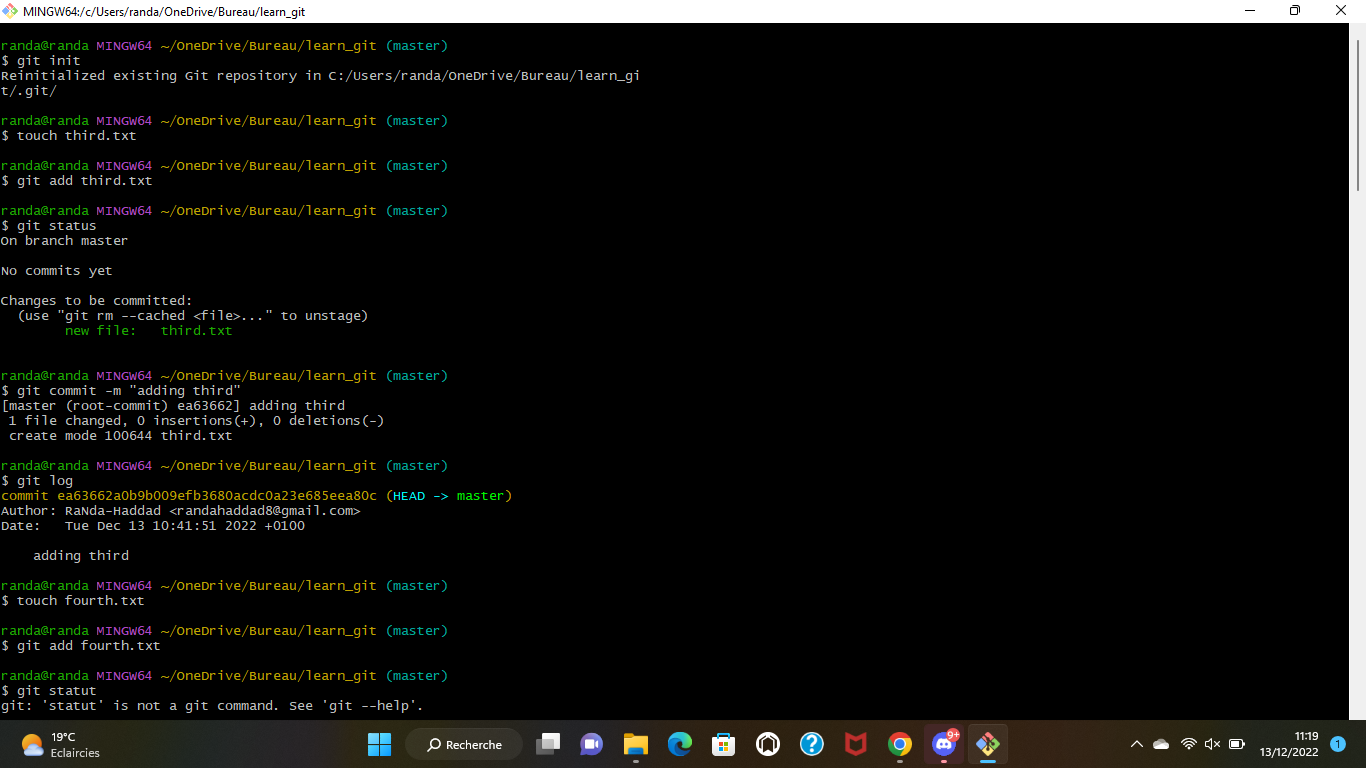 MINGW64:/c/Users/randa/OneDrive/Bureau/learn_git
randa@randa MINGW64 ~/OneDrive/Bureau/learn_git (master)
$ git init
Reinitialized existing Git repository in C:/Users/randa/OneDrive/Bureau/learn_gi
t/.git/
randa@randa MINGW64 ~/OneDrive/Bureau/learn_git (master)
$ touch third.txt
randa@randa MINGW64 ~/OneDrive/Bureau/learn_git (master)
$ git add third.txt
randa@randa MINGW64 ~/OneDrive/Bureau/learn_git (master)
$ git status
On branch master
No commits yet
Changes to be committed:
  (use "git rm --cached <file>..." to unstage)
        new file:   third.txt
randa@randa MINGW64 ~/OneDrive/Bureau/learn_git (master)
$ git commit -m "adding third"
[master (root-commit) ea63662] adding third
 1 file changed, 0 insertions(+), 0 deletions(-)
 create mode 100644 third.txt
randa@randa MINGW64 ~/OneDrive/Bureau/learn_git (master)
$ git log
commit ea63662a0b9b009efb3680acdc0a23e685eea80c (HEAD -> master)
Author: RaNda-Haddad <randahaddad8@gmail.com>
Date:   Tue Dec 13 10:41:51 2022 +0100
    adding third
randa@randa MINGW64 ~/OneDrive/Bureau/learn_git (master)
$ touch fourth.txt
randa@randa MINGW64 ~/OneDrive/Bureau/learn_git (master)
$ git add fourth.txt
randa@randa MINGW64 ~/OneDrive/Bureau/learn_git (master)
$ git statut
git: 'statut' is not a git command. See 'git --help'.
19°C
Eclaircies
Recherche
9+
11:19
13/12/2022
1